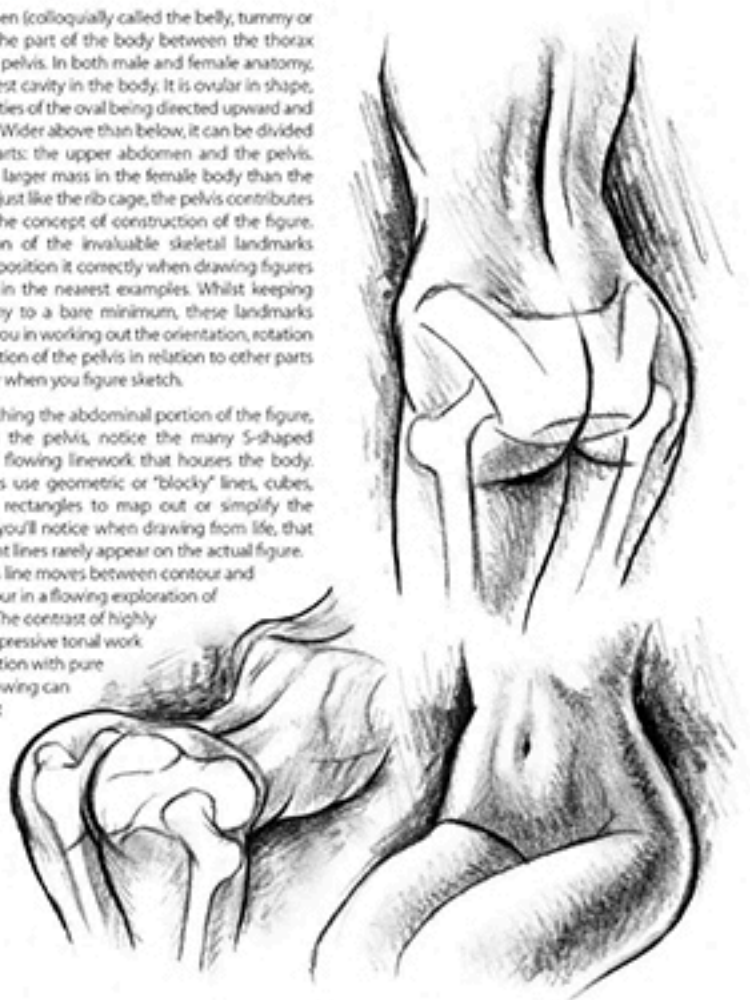 en (colloquially called the belly, tummy or
he part of the body between the thorax
pelvis. In both male and female anatomy,
est cavity in the body. It is ovular in shape,
ties of the oval being directed upward and
Wider above than below, it can be divided
arts: the upper abdomen and the pelvis.
larger mass in the female body than the
just like the rib cage, the pelvis contributes
he concept of construction of the figure.
on of the invaluable skeletal landmarks
position it correctly when drawing figures
in the nearest examples. Whilst keeping
ny to a bare minimum, these landmarks
you in working out the orientation, rotation
tion of the pelvis in relation to other parts
when you figure sketch.
thing the abdominal portion of the figure,
the pelvis, notice the many S-shaped
flowing linework that houses the body.
s use geometric or "blocky" lines, cubes,
rectangles to map out or simplify the
you'll notice when drawing from life, that
nt lines rarely appear on the actual figure.
line moves between contour and
our in a flowing exploration of
The contrast of highly
pressive tonal work
tion with pure
wing can